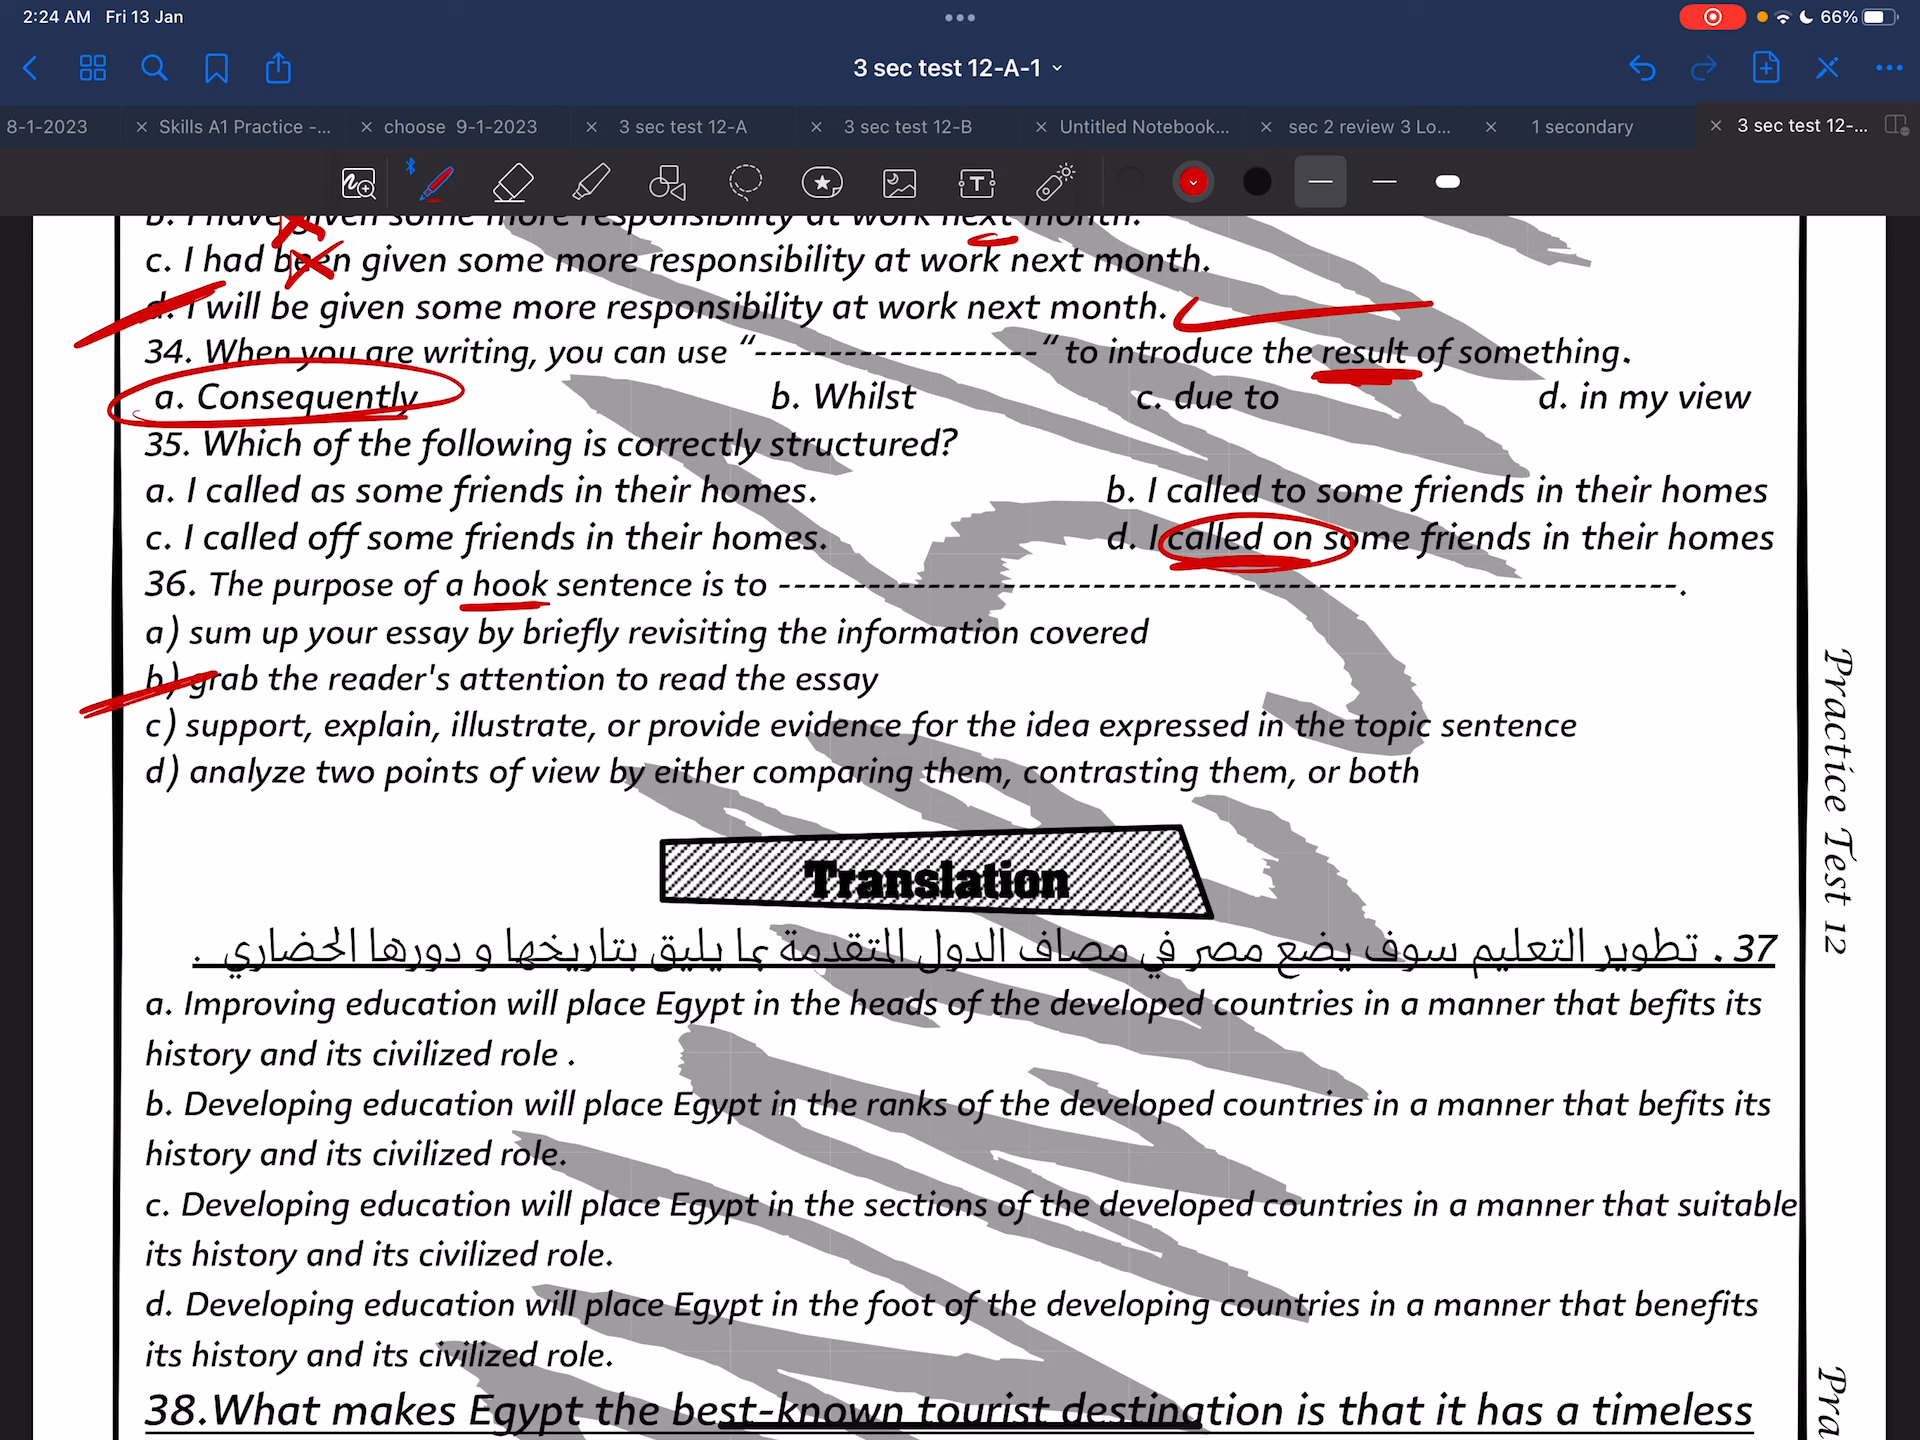 2:24 AM Fri 13 Jan
66%
3 sec test 12-A-1
8-1-2023
Skills A1 Practice -...
choose 9-1-2023
3 sec test 12-A
3 sec test 12-B
Untitled Notebook...
sec 2 review 3 Lo...
1 secondary
3 sec test 12-...
b. I have given some more responsibility at work next month.
c. I had been given some more responsibility at work next month.
d. I will be given some more responsibility at work next month.
34. When you are writing, you can use “-------------------“ to introduce the result of something.
a. Consequently b. Whilst c. due to d. in my view
35. Which of the following is correctly structured?
a. I called as some friends in their homes. b. I called to some friends in their homes
c. I called off some friends in their homes. d. I called on some friends in their homes
36. The purpose of a hook sentence is to ------------------------------------------------------------.
a) sum up your essay by briefly revisiting the information covered
b) grab the reader's attention to read the essay
c) support, explain, illustrate, or provide evidence for the idea expressed in the topic sentence
d) analyze two points of view by either comparing them, contrasting them, or both
Translation
37 . تطوير التعليم سوف يضع مصر في مصاف الدول المتقدمة بما يليق بتاريخها و دورها الحضاري .
a. Improving education will place Egypt in the heads of the developed countries in a manner that befits its
history and its civilized role .
b. Developing education will place Egypt in the ranks of the developed countries in a manner that befits its
history and its civilized role.
c. Developing education will place Egypt in the sections of the developed countries in a manner that suitable
its history and its civilized role.
d. Developing education will place Egypt in the foot of the developing countries in a manner that benefits
its history and its civilized role.
38.What makes Egypt the best-known tourist destination is that it has a timeless
Practice Test 12
Pra